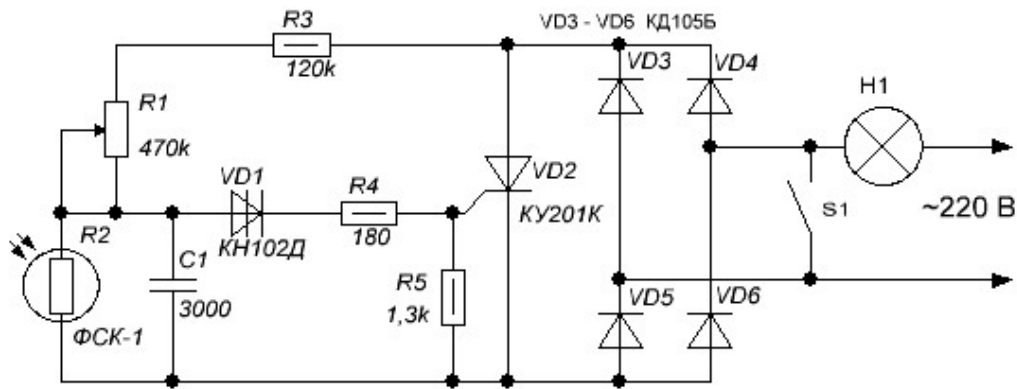 R3
120k
VD3 - VD6 КД105Б
VD3
VD4
H1
R1
470k
VD1
КН102Д
R4
180
VD2
КУ201К
S1
~220 В
R2
ФСК-1
C1
3000
R5
1,3k
VD5
VD6